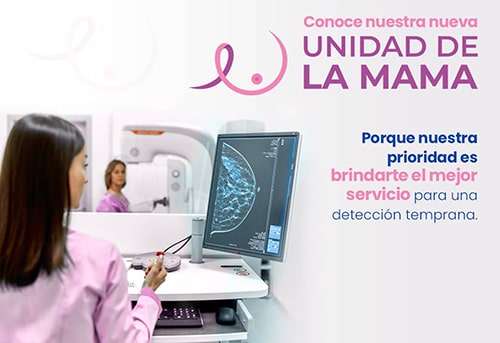 Conoce nuestra nueva
UNIDAD DE
LA MAMA
Porque nuestra
prioridad es
brindarte el mejor
servicio para una
detección temprana.